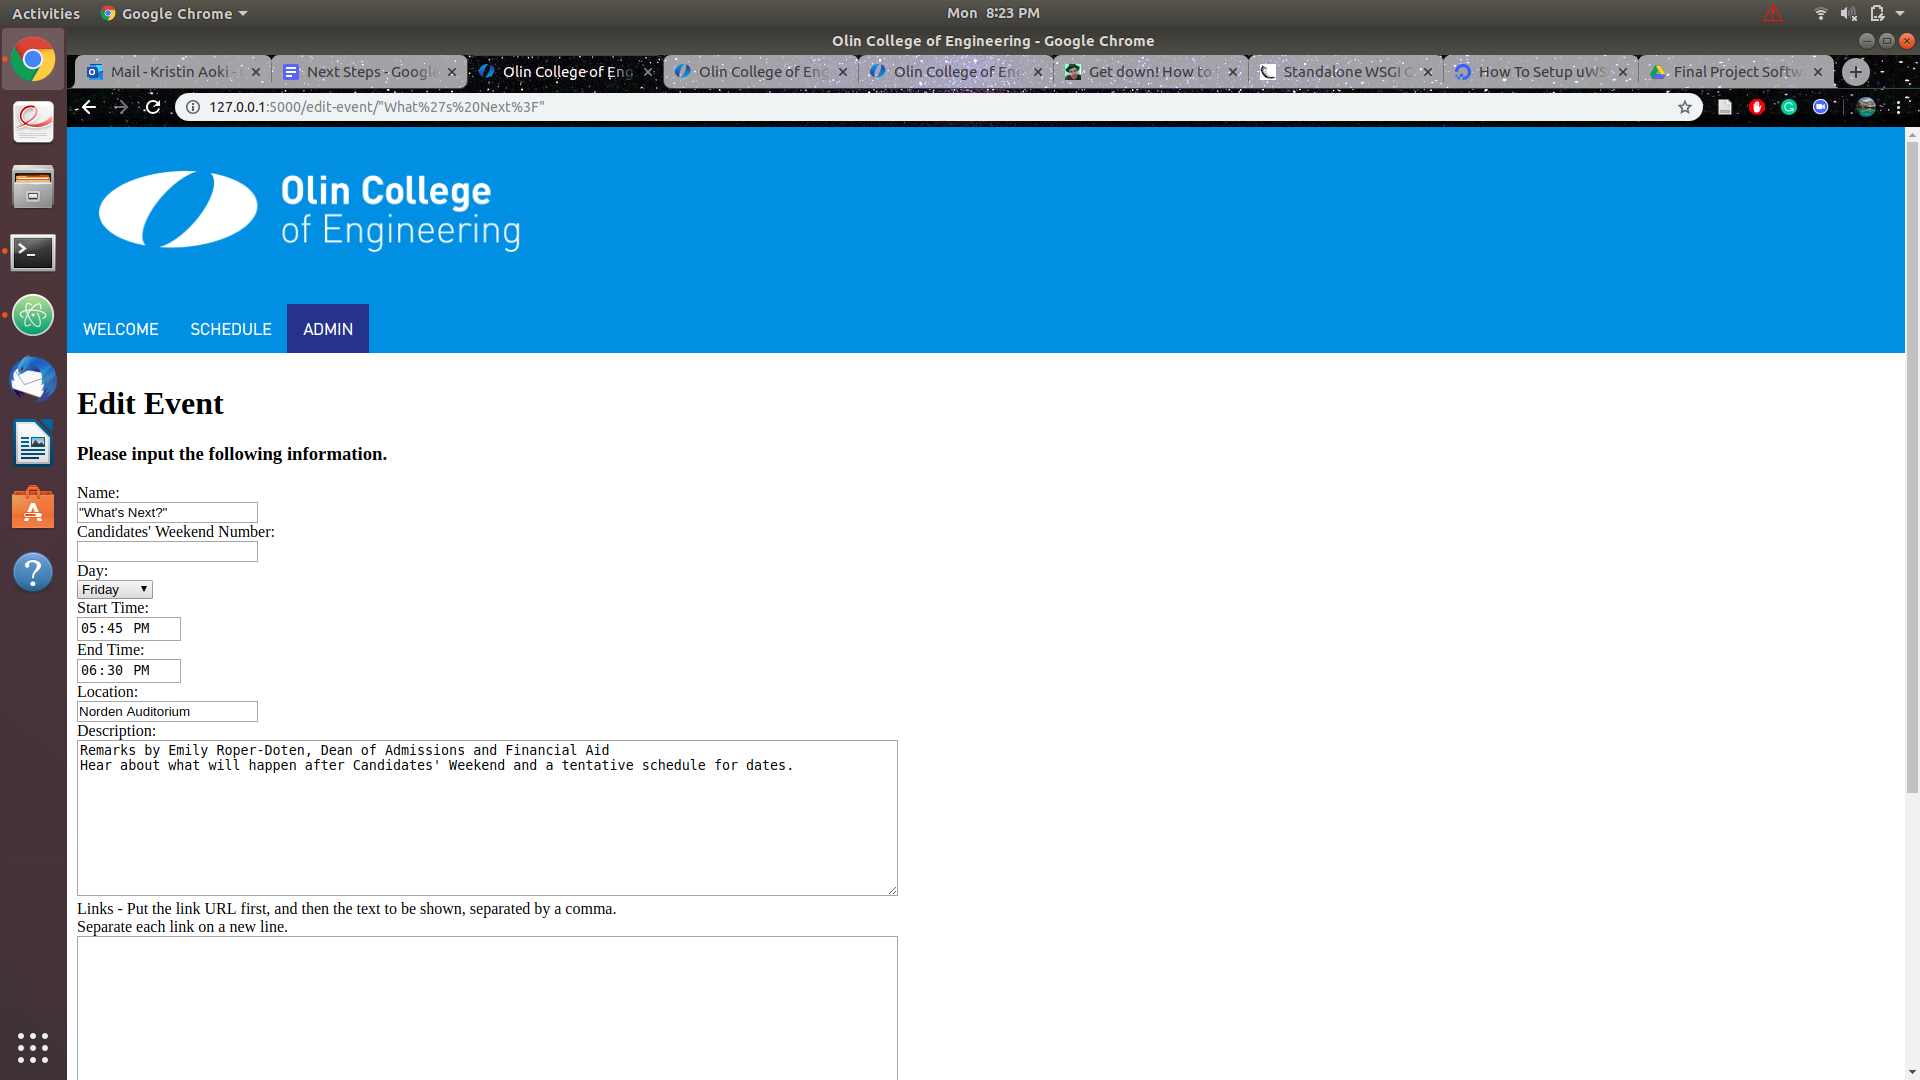 Activities
Google Chrome
Mon 8:23 PM
Olin College of Engineering - Google Chrome
Mail - Kristin Aoki -
Next Steps - Google
Olin College of Eng
Olin College of Eng
Olin College of Eng
Get down! How to
Standalone WSGI C
How To Setup uWS
Final Project Softw
127.0.0.1:5000/edit-event/"What%27s%20Next%3F"
Olin College
of Engineering
WELCOME
SCHEDULE
ADMIN
Edit Event
Please input the following information.
Name:
"What's Next?"
Candidates' Weekend Number:
Day:
Friday
Start Time:
05:45 PM
End Time:
06:30 PM
Location:
Norden Auditorium
Description:
Remarks by Emily Roper-Doten, Dean of Admissions and Financial Aid
Hear about what will happen after Candidates' Weekend and a tentative schedule for dates.
Links - Put the link URL first, and then the text to be shown, separated by a comma.
Separate each link on a new line.